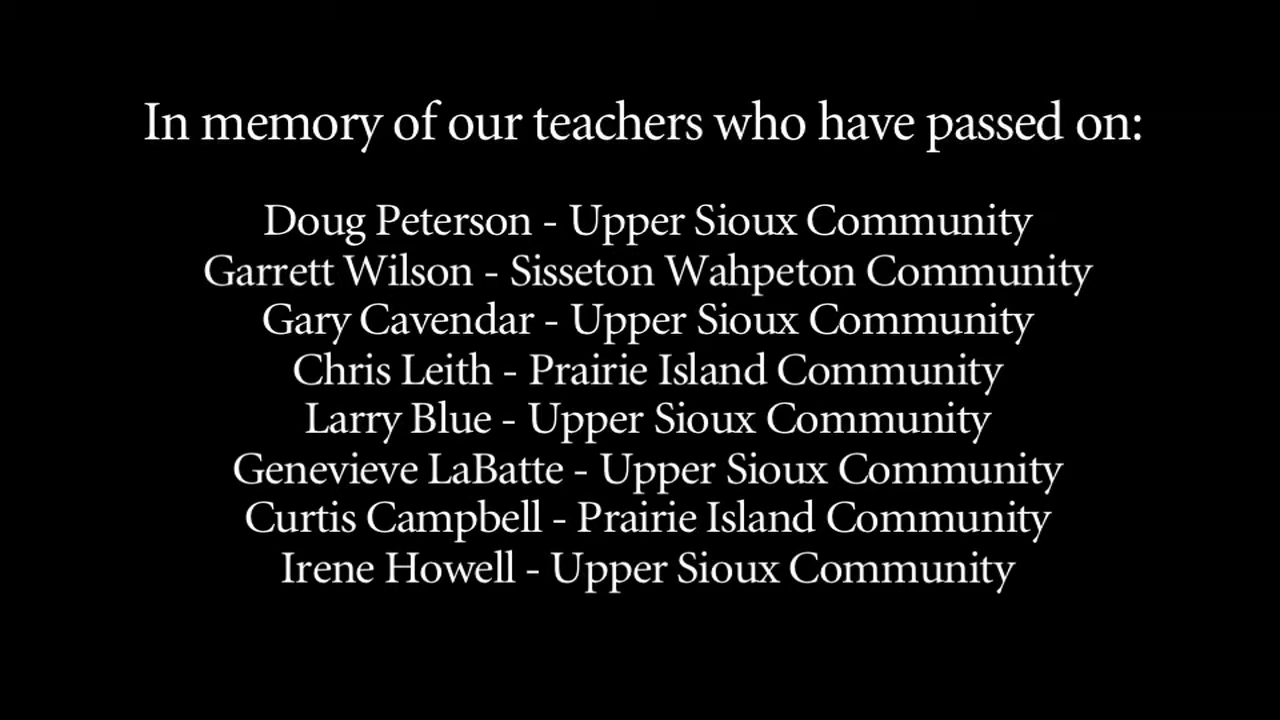 In memory of our teachers who have passed on:
Doug Peterson - Upper Sioux Community
Garrett Wilson - Sisseton Wahpeton Community
Gary Cavendar - Upper Sioux Community
Chris Leith - Prairie Island Community
Larry Blue - Upper Sioux Community
Genevieve LaBatte - Upper Sioux Community
Curtis Campbell - Prairie Island Community
Irene Howell - Upper Sioux Community